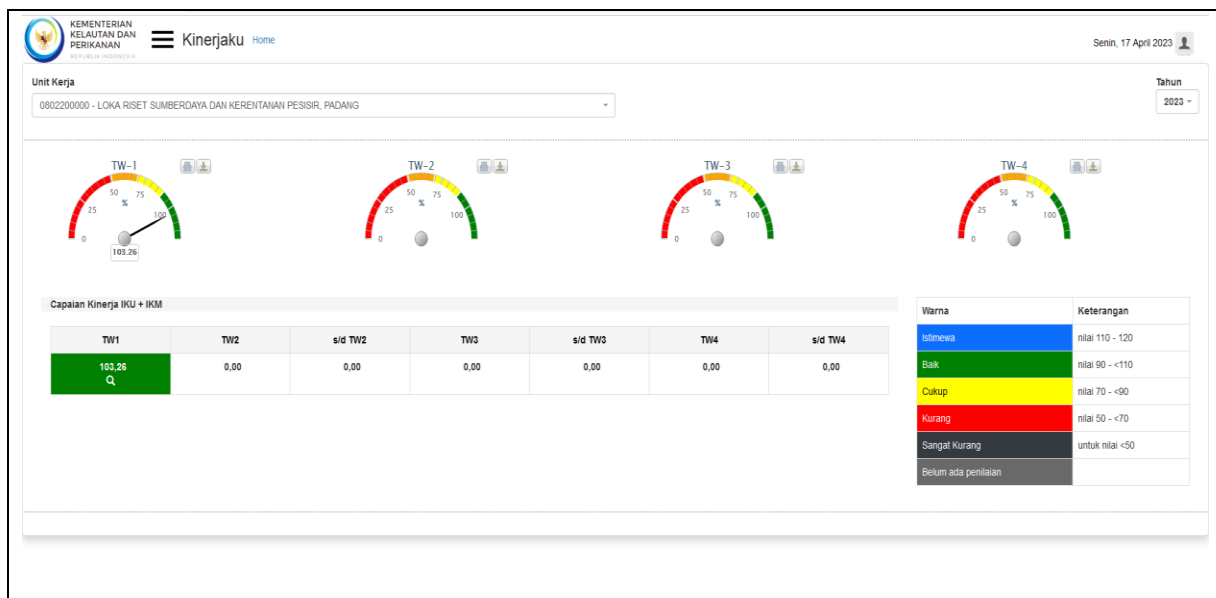 KEMENTERIAN
KELAUTAN DAN
PERIKANAN
REPUBLIK INDONESIA
Kinerjaku Home
Senin, 17 April 2023
Unit Kerja
Tahun
0802200000 - LOKA RISET SUMBERDAYA DAN KERENTANAN PESISIR, PADANG
2023
TW-1
0 25 50 75 100
%
103.26
TW-2
0 25 50 75 100
%
TW-3
0 25 50 75 100
%
TW-4
0 25 50 75 100
%
Capaian Kinerja IKU + IKM
TW1 TW2 s/d TW2 TW3 s/d TW3 TW4 s/d TW4
103,26 0,00 0,00 0,00 0,00 0,00 0,00
Warna Keterangan
Istimewa nilai 110 - 120
Baik nilai 90 - <110
Cukup nilai 70 - <90
Kurang nilai 50 - <70
Sangat Kurang untuk nilai <50
Belum ada penilaian